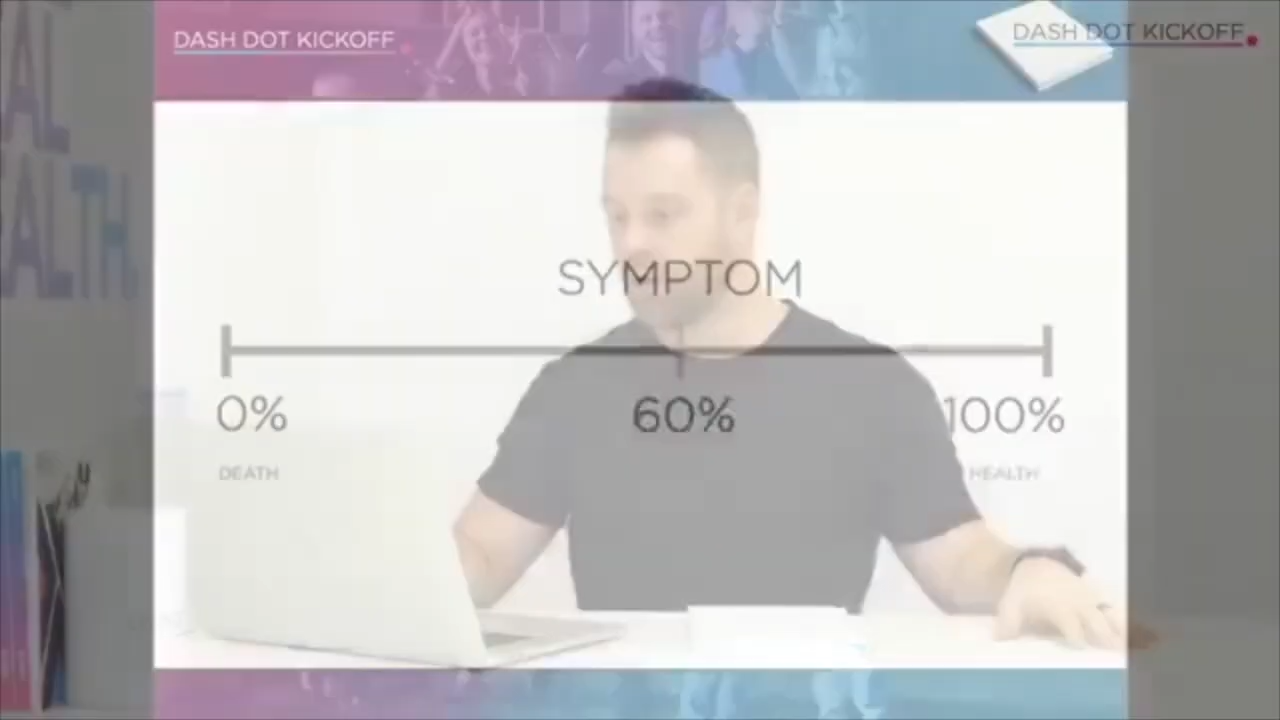 DASH DOT KICKOFF
DASH DOT KICKOFF
SYMPTOM
0%
60%
100%
DEATH
HEALTH